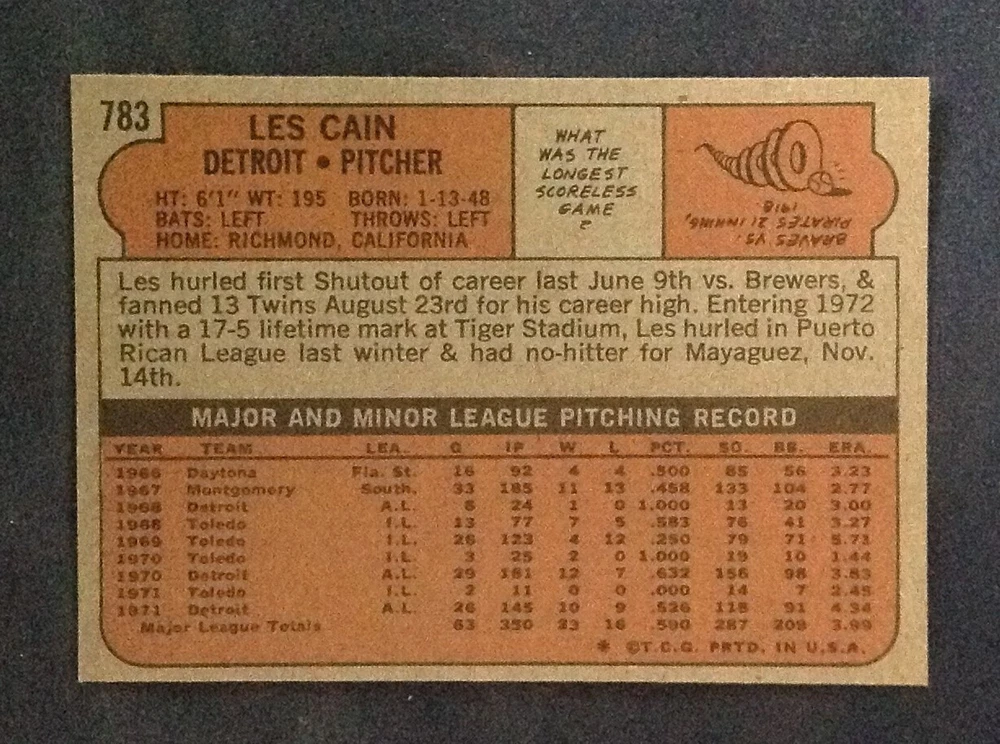 783
LES CAIN
DETROIT • PITCHER
HT: 6'1" WT: 195 BORN: 1-13-48
BATS: LEFT THROWS: LEFT
HOME: RICHMOND, CALIFORNIA
WHAT
WAS THE
LONGEST
SCORELESS
GAME
?
BRAVES VS.
PIRATES 21 INNING,
1918
Les hurled first Shutout of career last June 9th vs. Brewers, &
fanned 13 Twins August 23rd for his career high. Entering 1972
with a 17-5 lifetime mark at Tiger Stadium, Les hurled in Puerto
Rican League last winter & had no-hitter for Mayaguez, Nov.
14th.
MAJOR AND MINOR LEAGUE PITCHING RECORD
YEAR TEAM LEA. G IP W L PCT. SO. BB. ERA.
1966 Daytona Fla. St. 16 92 4 4 .500 85 56 3.23
1967 Montgomery South. 33 185 11 13 .458 133 104 2.77
1968 Detroit A.L. 8 24 1 0 1.000 13 20 3.00
1968 Toledo I.L. 13 77 7 5 .583 76 41 3.27
1969 Toledo I.L. 26 123 4 12 .250 79 71 5.71
1970 Toledo I.L. 3 25 2 0 1.000 19 10 1.44
1970 Detroit A.L. 29 181 12 7 .632 156 98 3.83
1971 Toledo I.L. 2 11 0 0 .000 14 7 2.45
1971 Detroit A.L. 26 145 10 9 .526 118 91 4.34
Major League Totals 63 350 23 16 .590 287 209 3.99
* ©T.C.G. PRTD. IN U.S.A.